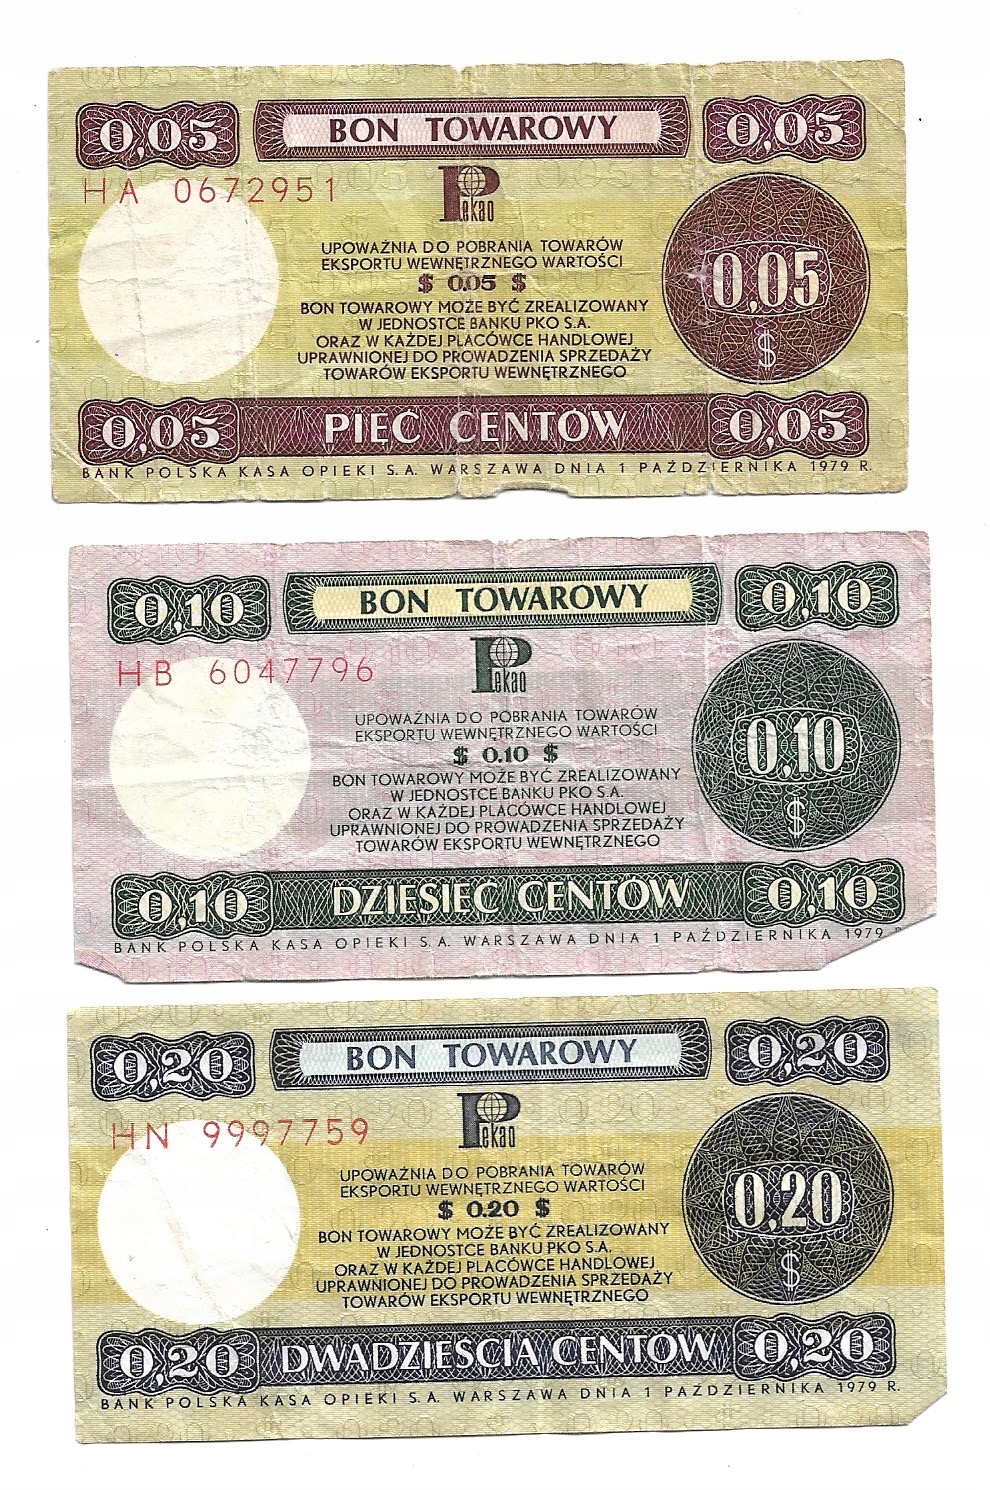 0,05 BON TOWAROWY 0,05
HA 0672951
Pekao
UPOWAŻNIA DO POBRANIA TOWARÓW
EKSPORTU WEWNĘTRZNEGO WARTOŚCI
$ 0.05 $
0,05
$
BON TOWAROWY MOŻE BYĆ ZREALIZOWANY
W JEDNOSTCE BANKU PKO S.A.
ORAZ W KAŻDEJ PLACÓWCE HANDLOWEJ
UPRAWNIONEJ DO PROWADZENIA SPRZEDAŻY
TOWARÓW EKSPORTU WEWNĘTRZNEGO
0,05 PIĘĆ CENTÓW 0,05
BANK POLSKA KASA OPIEKI S.A. WARSZAWA DNIA 1 PAŹDZIERNIKA 1979 R.
0,10 BON TOWAROWY 0,10
HB 6047796
Pekao
UPOWAŻNIA DO POBRANIA TOWARÓW
EKSPORTU WEWNĘTRZNEGO WARTOŚCI
$ 0.10 $
0,10
$
BON TOWAROWY MOŻE BYĆ ZREALIZOWANY
W JEDNOSTCE BANKU PKO S.A.
ORAZ W KAŻDEJ PLACÓWCE HANDLOWEJ
UPRAWNIONEJ DO PROWADZENIA SPRZEDAŻY
TOWARÓW EKSPORTU WEWNĘTRZNEGO
0,10 DZIESIĘĆ CENTÓW 0,10
BANK POLSKA KASA OPIEKI S.A. WARSZAWA DNIA 1 PAŹDZIERNIKA 1979
0,20 BON TOWAROWY 0,20
HN 9997759
Pekao
UPOWAŻNIA DO POBRANIA TOWARÓW
EKSPORTU WEWNĘTRZNEGO WARTOŚCI
$ 0.20 $
0,20
$
BON TOWAROWY MOŻE BYĆ ZREALIZOWANY
W JEDNOSTCE BANKU PKO S.A.
ORAZ W KAŻDEJ PLACÓWCE HANDLOWEJ
UPRAWNIONEJ DO PROWADZENIA SPRZEDAŻY
TOWARÓW EKSPORTU WEWNĘTRZNEGO
0,20 DWADZIEŚCIA CENTÓW 0,20
BANK POLSKA KASA OPIEKI S.A. WARSZAWA DNIA 1 PAŹDZIERNIKA 1979 R.